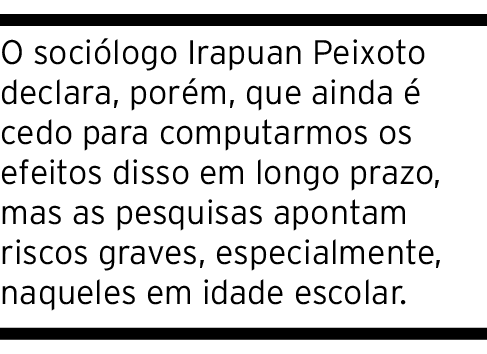 O sociólogo Irapuan Peixoto
declara, porém, que ainda é
cedo para computarmos os
efeitos disso em longo prazo,
mas as pesquisas apontam
riscos graves, especialmente,
naqueles em idade escolar.